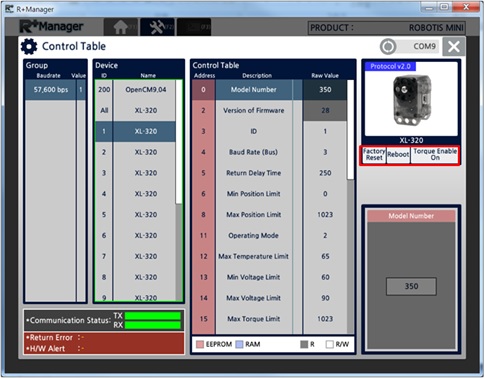 R+Manager
R+Manager
PRODUCT : ROBOTIS MINI
Control Table
COM9
Group
Baudrate Value
57,600 bps 1
Device
ID Name
200 OpenCM9.04
All XL-320
1 XL-320
2 XL-320
3 XL-320
4 XL-320
5 XL-320
6 XL-320
7 XL-320
8 XL-320
9 XL-320
Control Table
Address Description Raw Value
0 Model Number 350
2 Version of Firmware 28
3 ID 1
4 Baud Rate (Bus) 3
5 Return Delay Time 250
6 Min Position Limit 0
8 Max Position Limit 1023
11 Operating Mode 2
12 Max Temperature Limit 65
13 Min Voltage Limit 60
14 Max Voltage Limit 90
15 Max Torque Limit 1023
EEPROM RAM R R/W
Protocol v2.0
XL-320
Factory Reset
Reboot
Torque Enable On
Model Number
350
•Communication Status: TX
RX
•Return Error : -
•H/W Alert : -